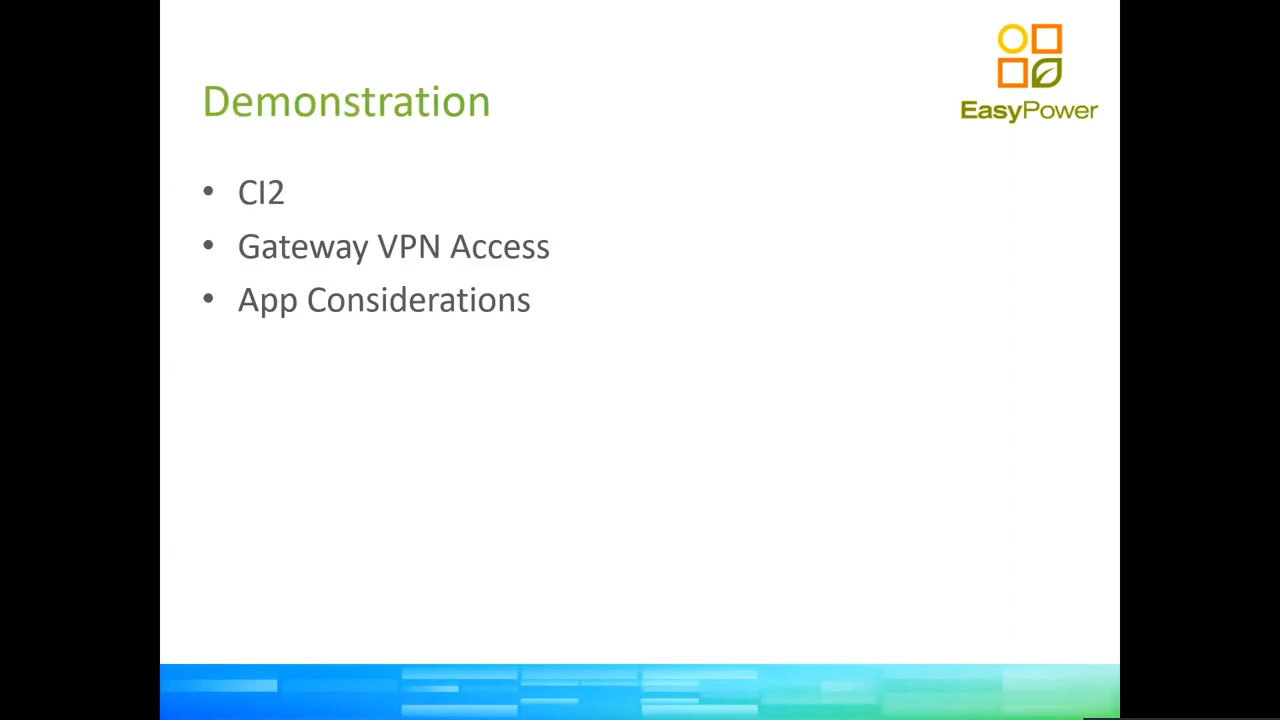 EasyPower
Demonstration
• CI2
• Gateway VPN Access
• App Considerations